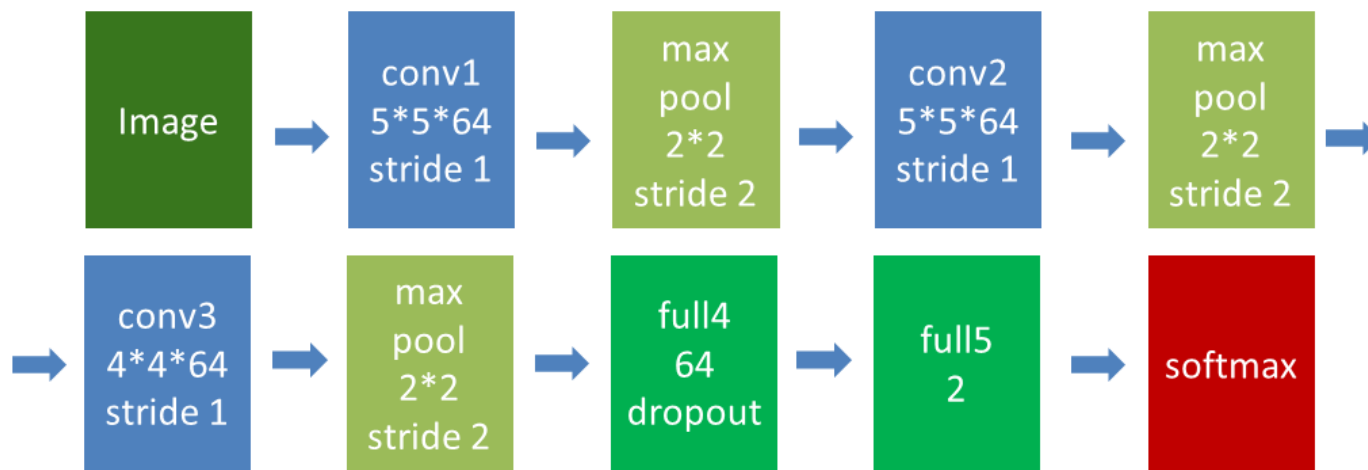 Image
conv1
5*5*64
stride 1
max
pool
2*2
stride 2
conv2
5*5*64
stride 1
max
pool
2*2
stride 2
conv3
4*4*64
stride 1
max
pool
2*2
stride 2
full4
64
dropout
full5
2
softmax